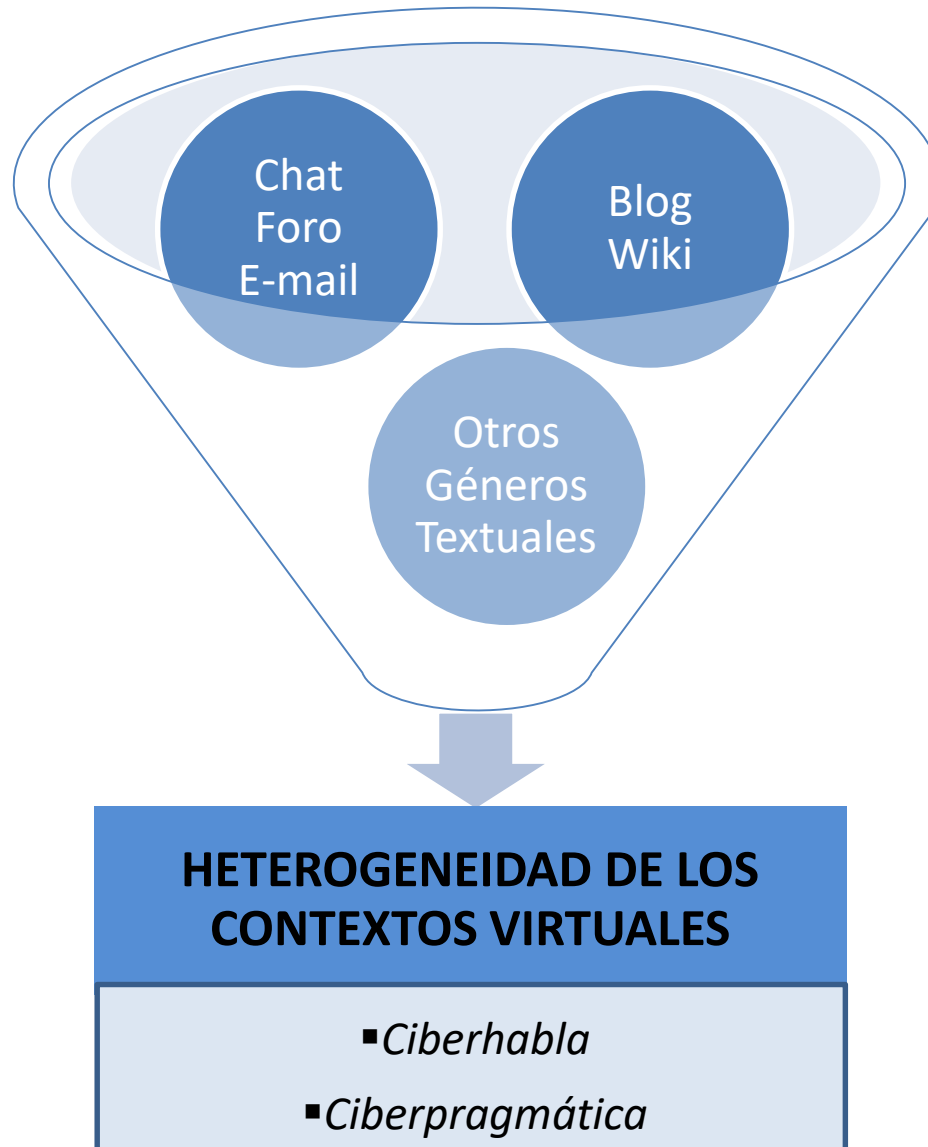 Chat
Foro
E-mail
Blog
Wiki
Otros
Géneros
Textuales
HETEROGENEIDAD DE LOS
CONTEXTOS VIRTUALES
▪Ciberhabla
▪Ciberpragmática